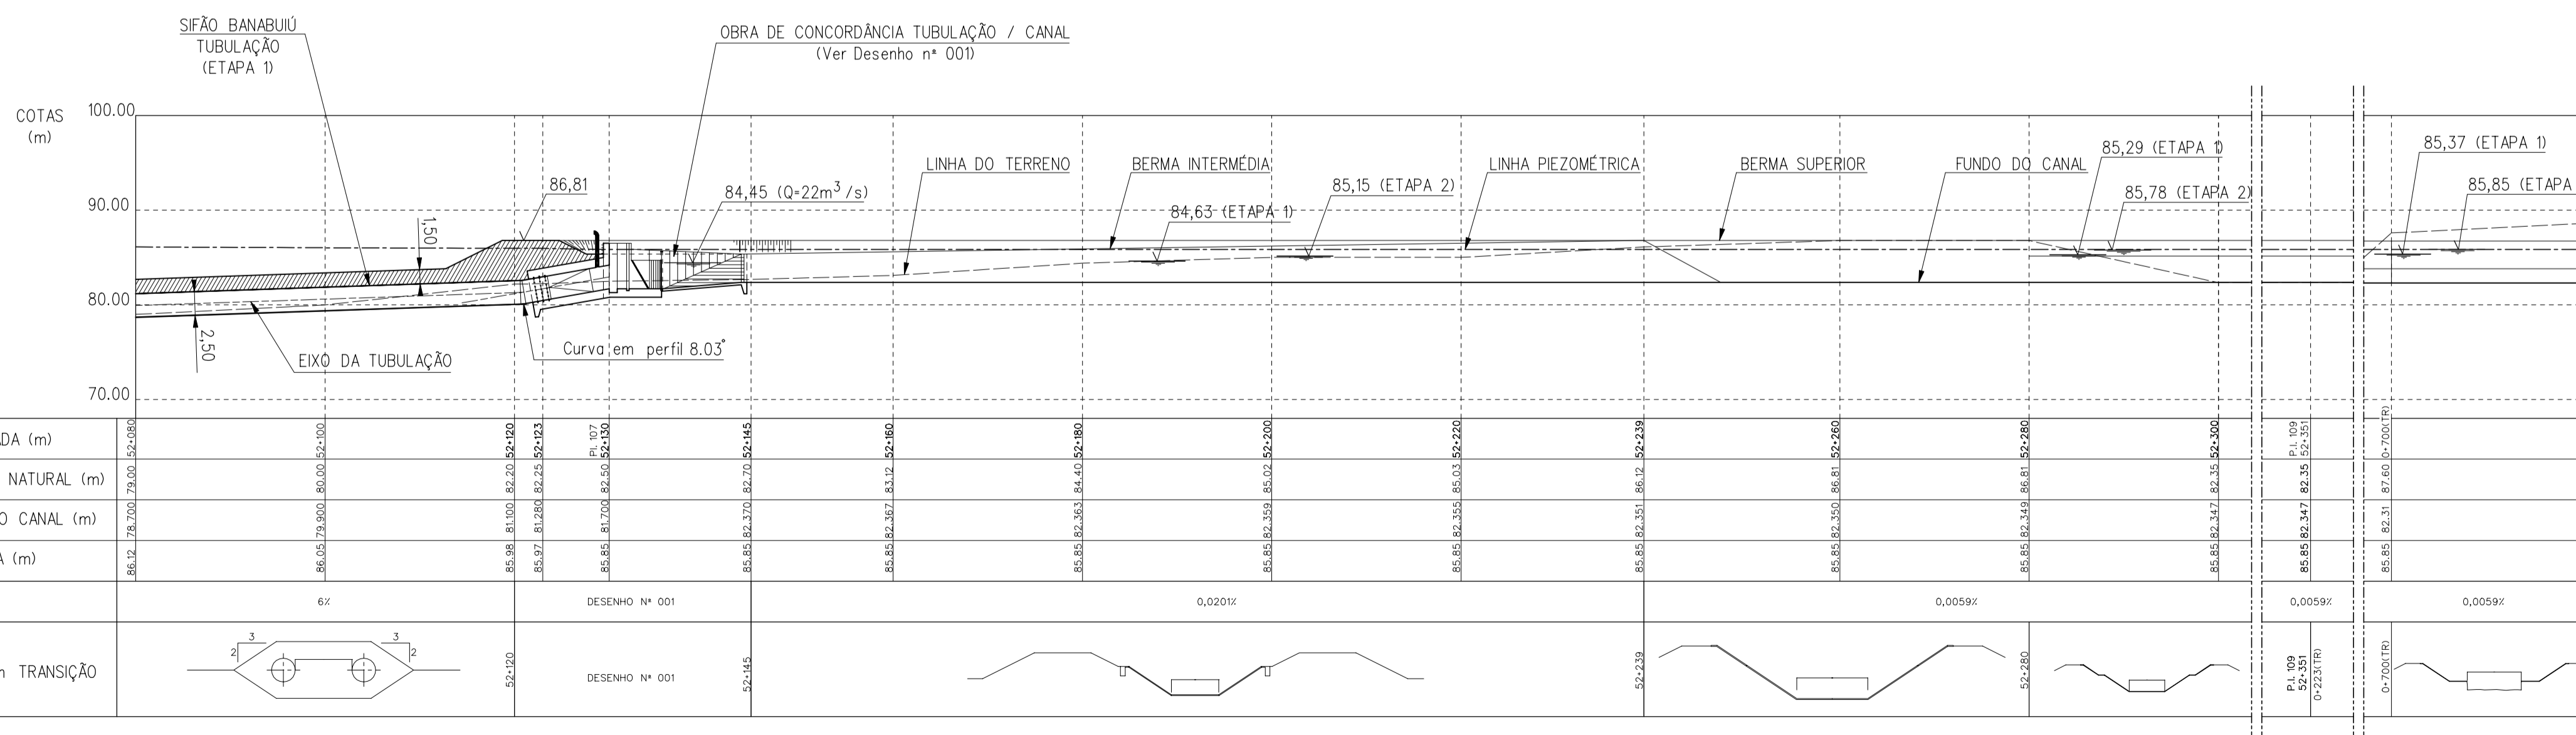 SIFÃO BANABUIÚ
TUBULAÇÃO
(ETAPA 1)
OBRA DE CONCORDÂNCIA TUBULAÇÃO / CANAL
(Ver Desenho nº 001)
COTAS
(m)
100.00
90.00
80.00
70.00
1,50
2,50
86,81
84,45 (Q=22m³/s)
LINHA DO TERRENO
BERMA INTERMÉDIA
84,63 (ETAPA 1)
85,15 (ETAPA 2)
LINHA PIEZOMÉTRICA
BERMA SUPERIOR
FUNDO DO CANAL
85,29 (ETAPA 1)
85,78 (ETAPA 2)
85,37 (ETAPA 1)
85,85 (ETAPA
EIXO DA TUBULAÇÃO
Curva em perfil 8.03°
ADA (m) 52+080 52+100 52+120 52+123 PI. 107 52+130 52+145 52+160 52+180 52+200 52+220 52+239 52+260 52+280 52+300 P.I. 109 52+351 0+700(TR)
NATURAL (m) 79.00 80.00 82.20 82.25 82.50 82.70 83.12 84.40 85.02 85.03 86.12 86.81 86.81 82.35 82.35 87.60
O CANAL (m) 78.700 79.900 81.100 81.280 81.700 82.370 82.367 82.363 82.359 82.355 82.351 82.350 82.349 82.347 82.347 82.31
A (m) 86.12 86.05 85.98 85.97 85.85 85.85 85.85 85.85 85.85 85.85 85.85 85.85 85.85 85.85 85.85 85.85
6% DESENHO Nº 001 0,0201% 0,0059% 0,0059% 0,0059%
TRANSIÇÃO
3
2
3
2
52+120
DESENHO Nº 001
52+145
52+239
52+280
P.I. 109
52+351
0+223(TR)
0+700(TR)